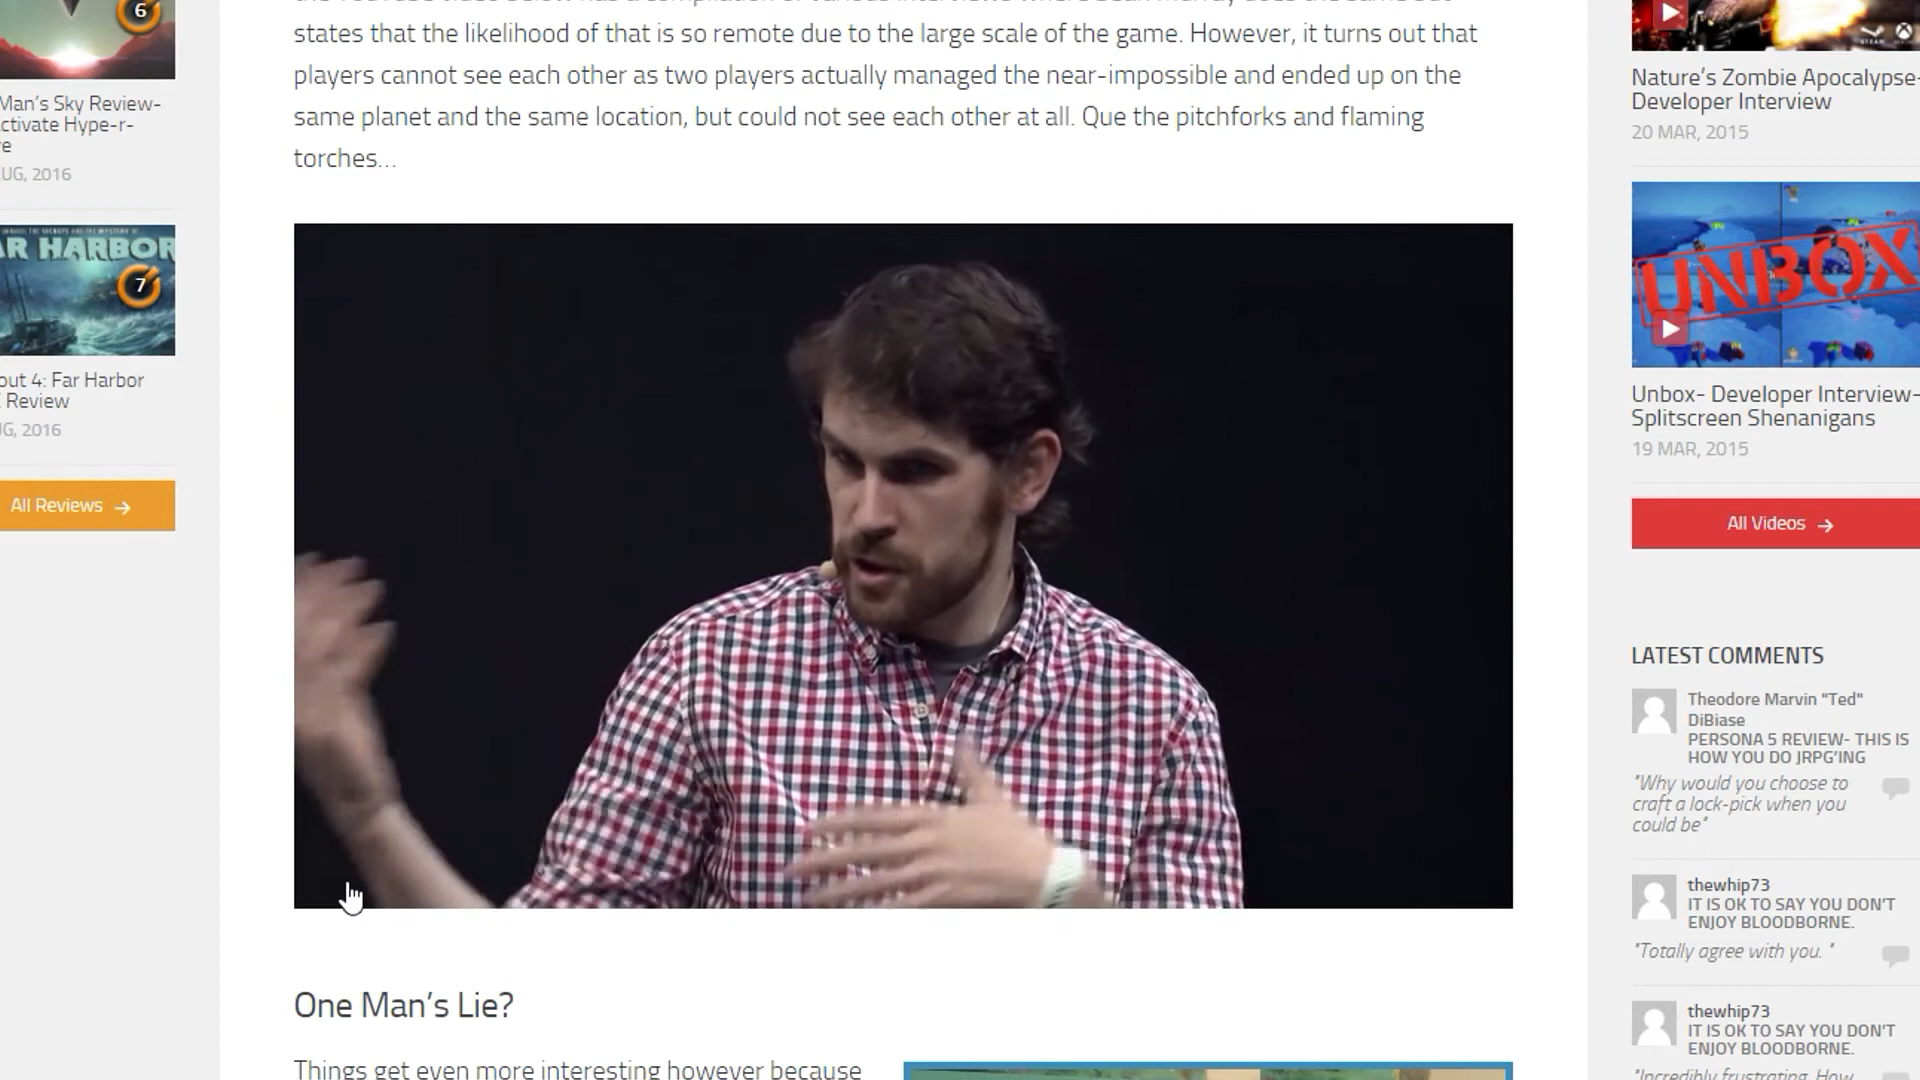 states that the likelihood of that is so remote due to the large scale of the game. However, it turns out that
players cannot see each other as two players actually managed the near-impossible and ended up on the
same planet and the same location, but could not see each other at all. Que the pitchforks and flaming
torches...
6
Man's Sky Review-
ctivate Hype-r-
e
UG, 2016
AR HARBOR
7
out 4: Far Harbor
Review
G, 2016
All Reviews →
One Man's Lie?
Things get even more interesting however because
STEAM
Nature's Zombie Apocalypse-
Developer Interview
20 MAR, 2015
UNBOX
Unbox- Developer Interview-
Splitscreen Shenanigans
19 MAR, 2015
All Videos →
LATEST COMMENTS
Theodore Marvin "Ted"
DiBiase
PERSONA 5 REVIEW- THIS IS
HOW YOU DO JRPG'ING
"Why would you choose to
craft a lock-pick when you
could be"
thewhip73
IT IS OK TO SAY YOU DON'T
ENJOY BLOODBORNE.
"Totally agree with you. "
thewhip73
IT IS OK TO SAY YOU DON'T
ENJOY BLOODBORNE.
"Incredibly frustrating. How